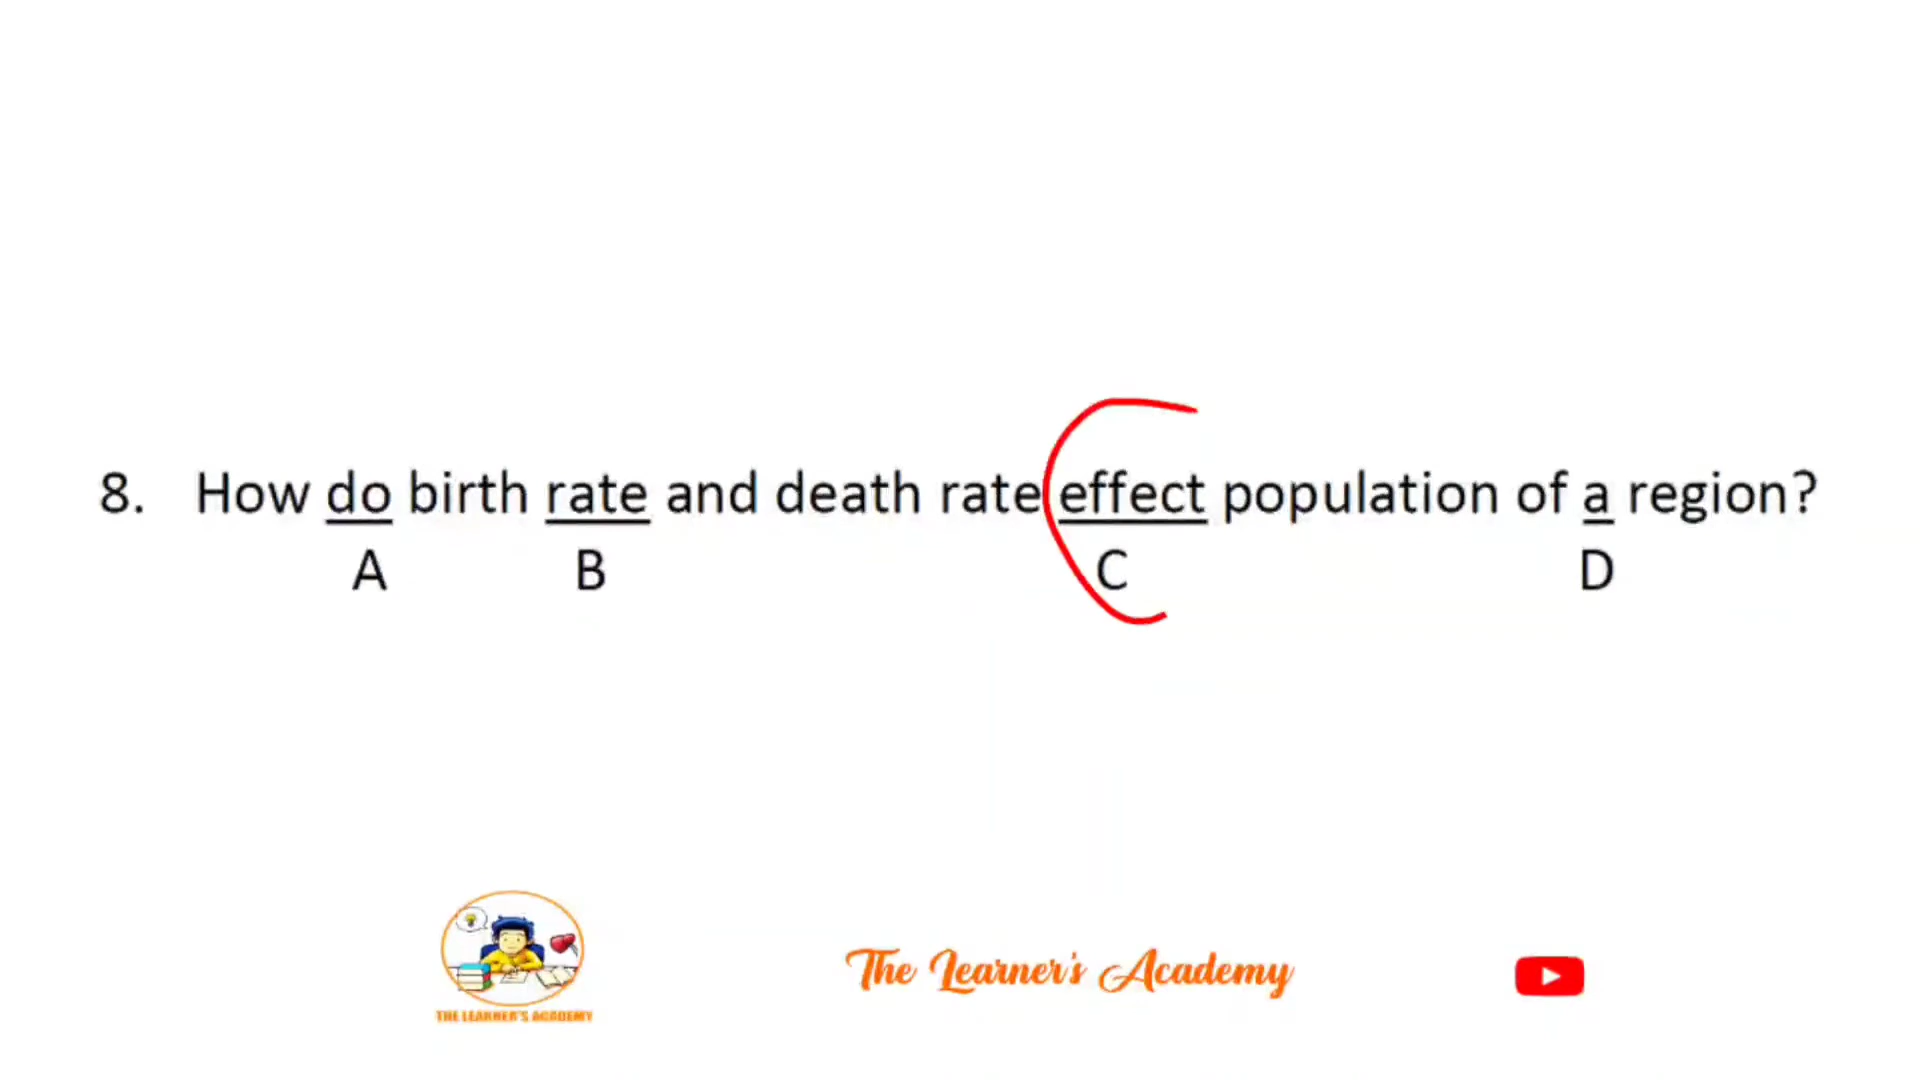 8. How do birth rate and death rate effect population of a region?
A B C D
The Learner's Academy
THE LEARNER'S ACADEMY